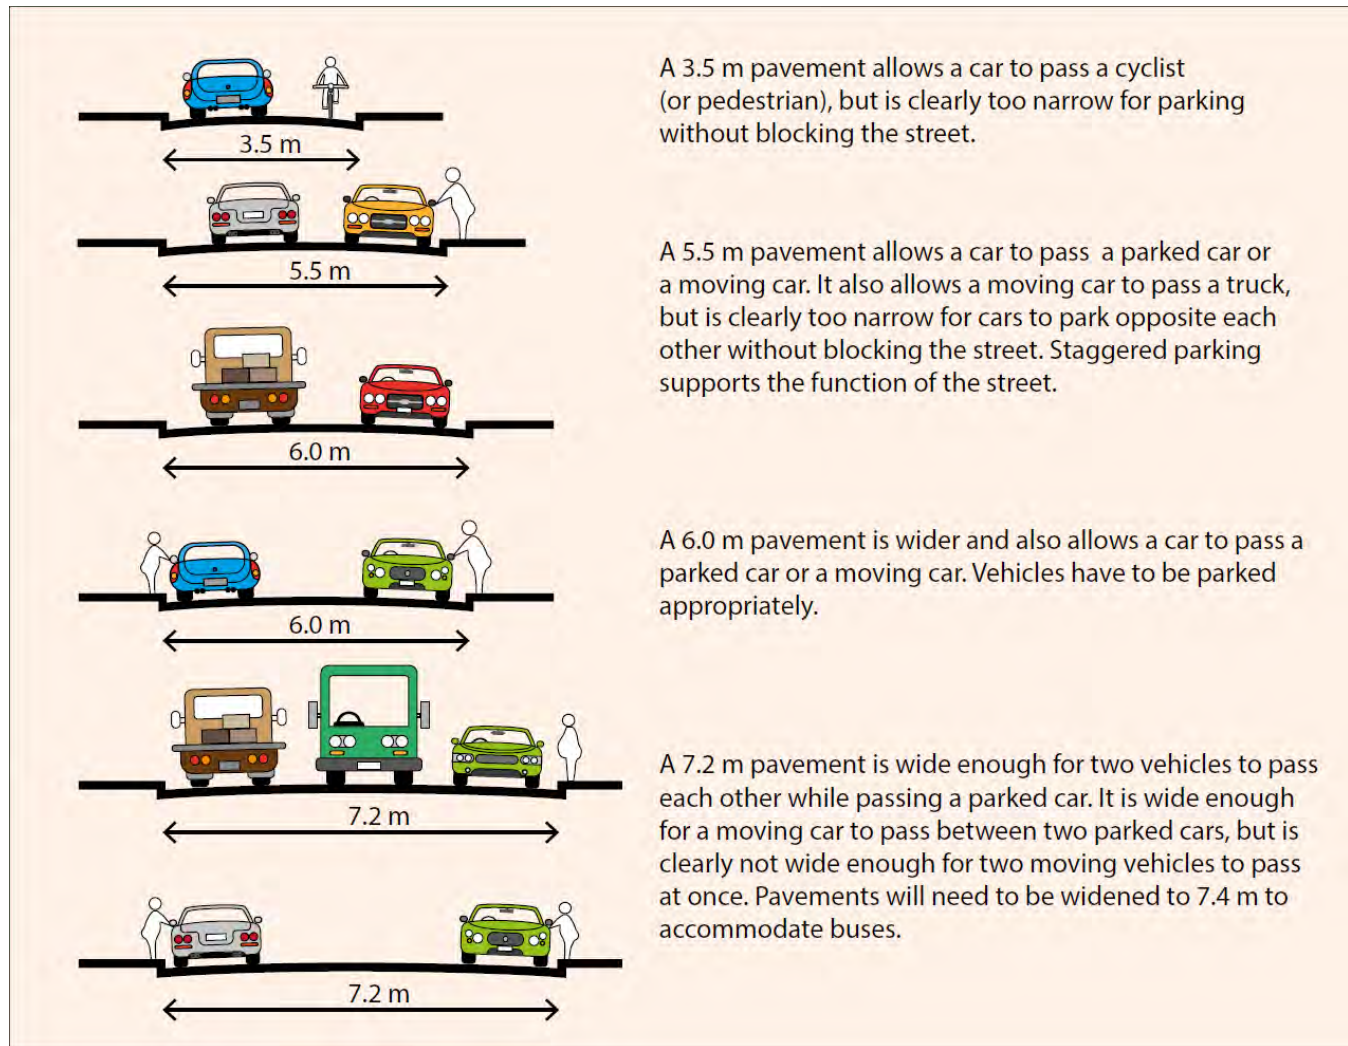 A 3.5 m pavement allows a car to pass a cyclist
(or pedestrian), but is clearly too narrow for parking
without blocking the street.
3.5 m
A 5.5 m pavement allows a car to pass a parked car or
a moving car. It also allows a moving car to pass a truck,
but is clearly too narrow for cars to park opposite each
other without blocking the street. Staggered parking
supports the function of the street.
5.5 m
6.0 m
A 6.0 m pavement is wider and also allows a car to pass a
parked car or a moving car. Vehicles have to be parked
appropriately.
6.0 m
A 7.2 m pavement is wide enough for two vehicles to pass
each other while passing a parked car. It is wide enough
for a moving car to pass between two parked cars, but is
clearly not wide enough for two moving vehicles to pass
at once. Pavements will need to be widened to 7.4 m to
accommodate buses.
7.2 m
7.2 m